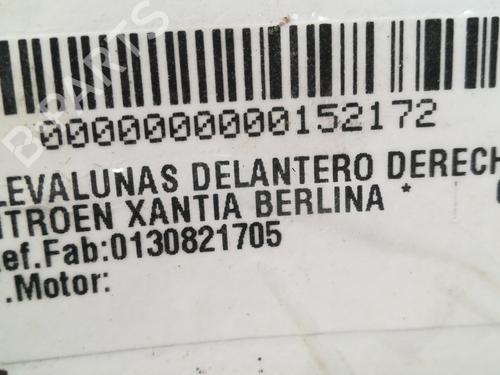 0000000000152172
LEVALUNAS DELANTERO DERECH
ITROEN XANTIA BERLINA *
ef.Fab:0130821705
.Motor:
B-PARTS